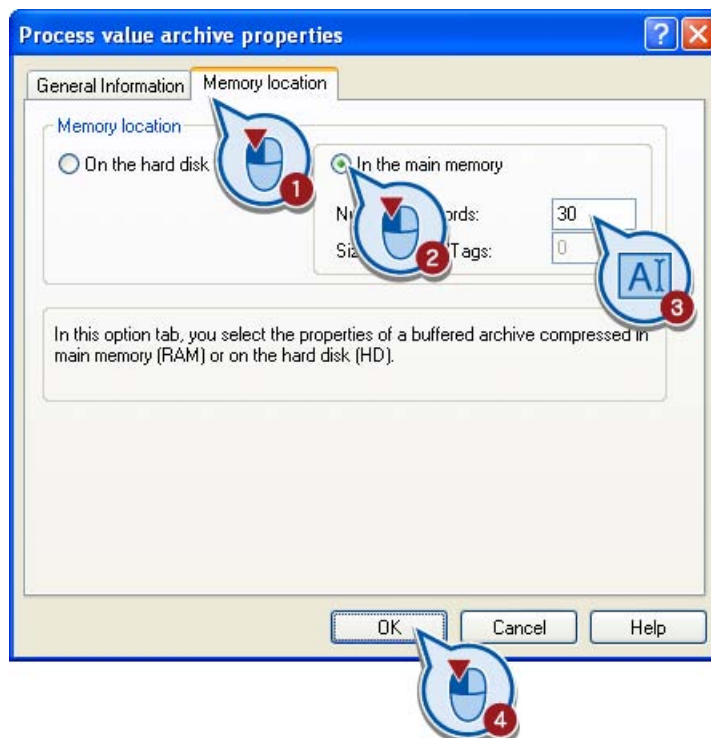 Process value archive properties
General Information Memory location
Memory location
On the hard disk In the main memory
1
2
30
Tags: 0
AI
3
In this option tab, you select the properties of a buffered archive compressed in
main memory (RAM) or on the hard disk (HD).
OK Cancel Help
4